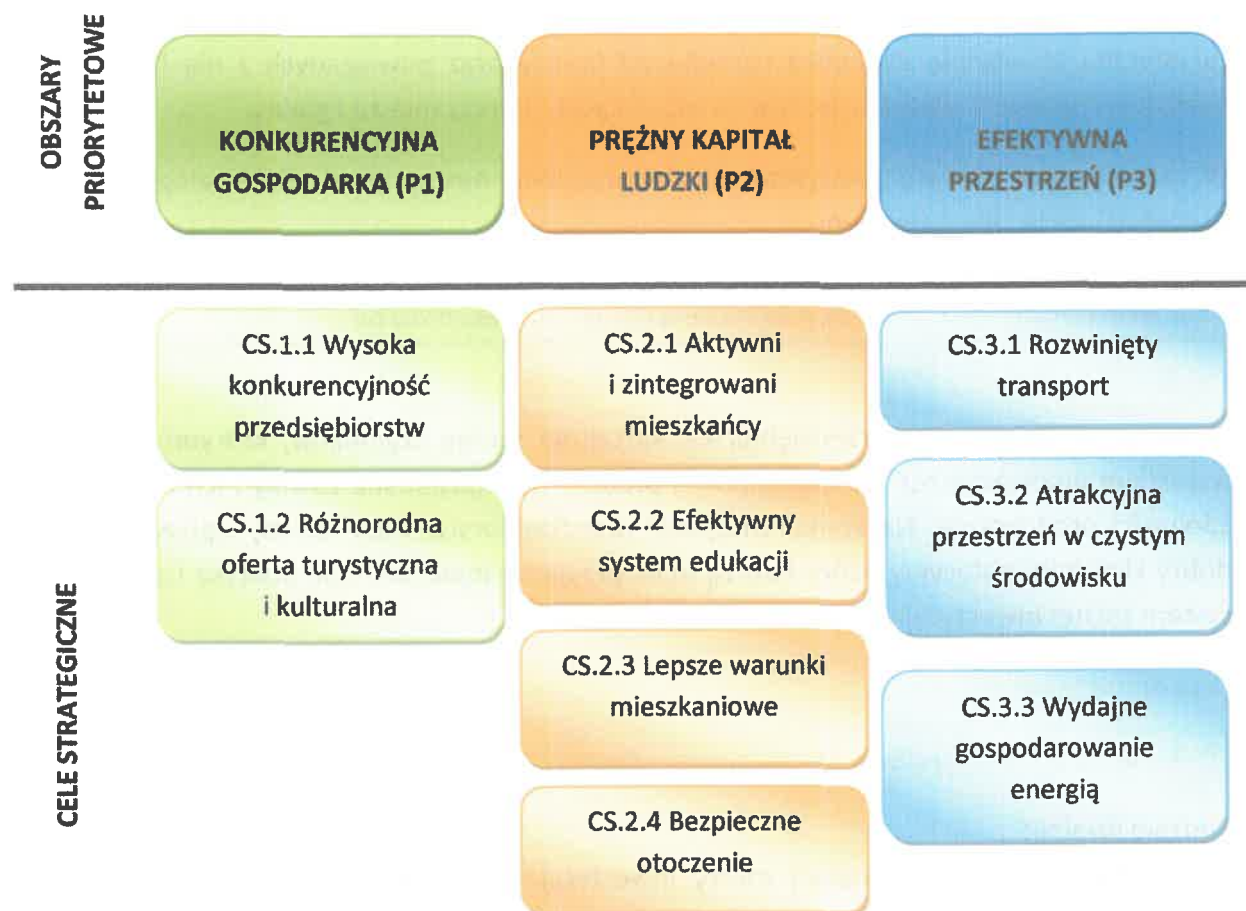 OBSZARY
PRIORYTETOWE
KONKURENCYJNA
GOSPODARKA (P1)
PRĘŻNY KAPITAŁ
LUDZKI (P2)
EFEKTYWNA
PRZESTRZEŃ (P3)
CELE STRATEGICZNE
CS.1.1 Wysoka
konkurencyjność
przedsiębiorstw
CS.1.2 Różnorodna
oferta turystyczna
i kulturalna
CS.2.1 Aktywni
i zintegrowani
mieszkańcy
CS.2.2 Efektywny
system edukacji
CS.2.3 Lepsze warunki
mieszkaniowe
CS.2.4 Bezpieczne
otoczenie
CS.3.1 Rozwinięty
transport
CS.3.2 Atrakcyjna
przestrzeń w czystym
środowisku
CS.3.3 Wydajne
gospodarowanie
energią